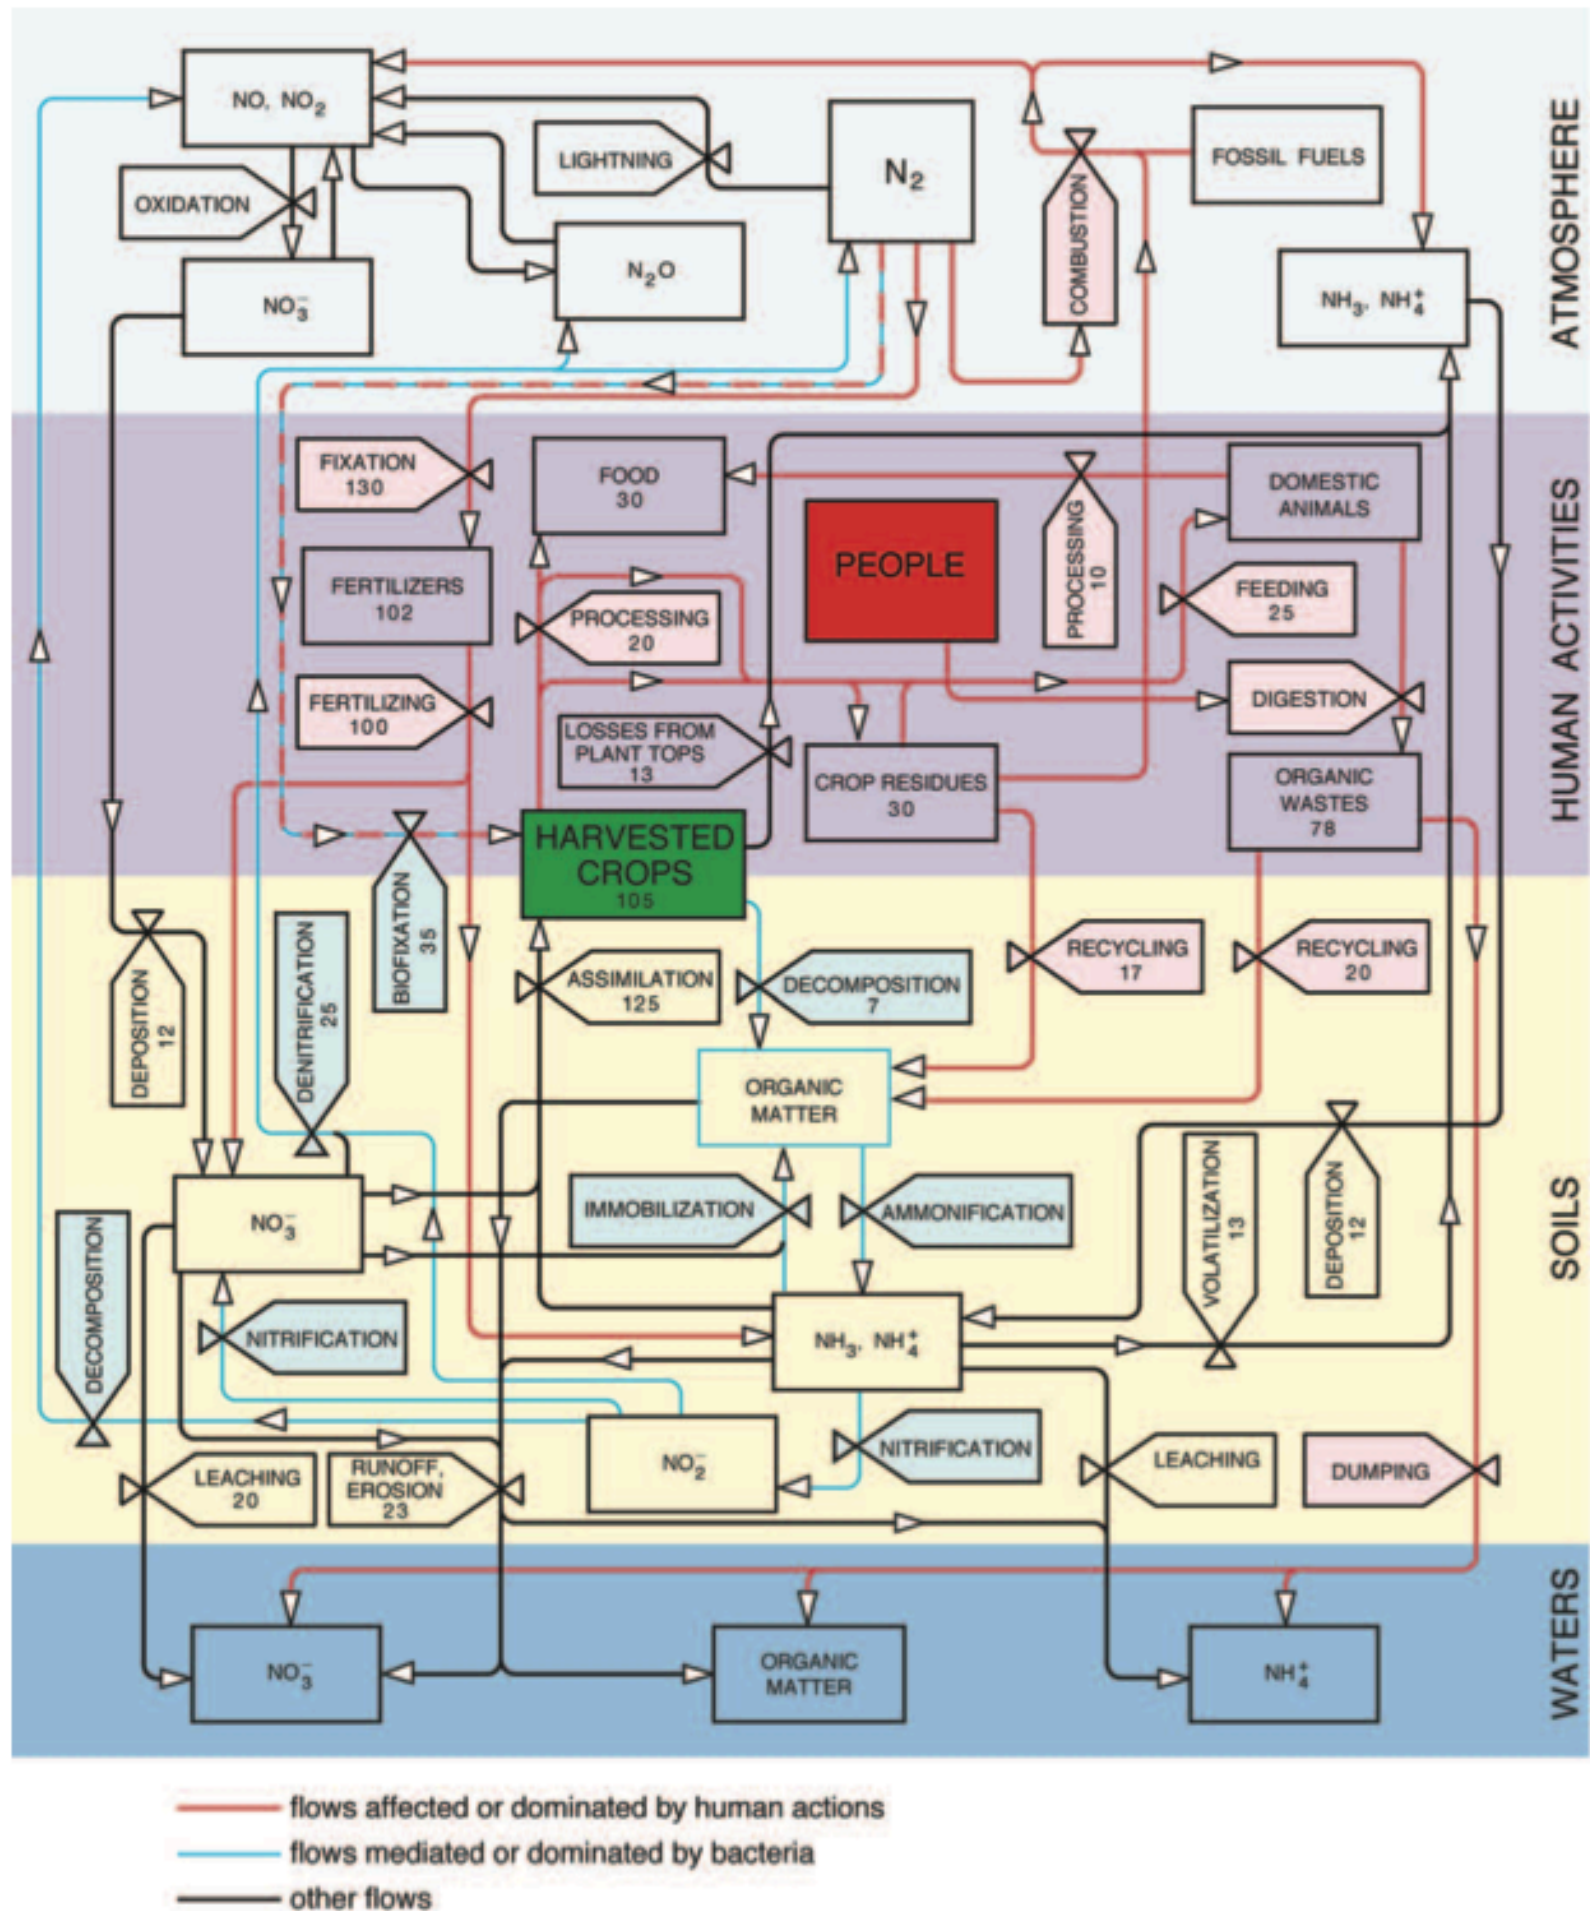 NO, NO₂
N₂
LIGHTNING
FOSSIL FUELS
OXIDATION
COMBUSTION
N₂O
NO₃⁻
NH₃, NH₄⁺
ATMOSPHERE
FIXATION
130
FOOD
30
DOMESTIC
ANIMALS
PEOPLE
PROCESSING
10
FERTILIZERS
102
PROCESSING
20
FEEDING
25
FERTILIZING
100
LOSSES FROM
PLANT TOPS
13
DIGESTION
CROP RESIDUES
30
ORGANIC
WASTES
78
HARVESTED
CROPS
105
HUMAN ACTIVITIES
BIOFIXATION
35
DENITRIFICATION
25
DEPOSITION
12
ASSIMILATION
125
DECOMPOSITION
7
RECYCLING
17
RECYCLING
20
ORGANIC
MATTER
IMMOBILIZATION
AMMONIFICATION
VOLATILIZATION
13
DEPOSITION
12
NO₃⁻
DECOMPOSITION
NITRIFICATION
NH₃, NH₄⁺
NO₂⁻
NITRIFICATION
LEACHING
20
RUNOFF,
EROSION
23
LEACHING
DUMPING
SOILS
NO₃⁻
ORGANIC
MATTER
NH₄⁺
WATERS
flows affected or dominated by human actions
flows mediated or dominated by bacteria
other flows